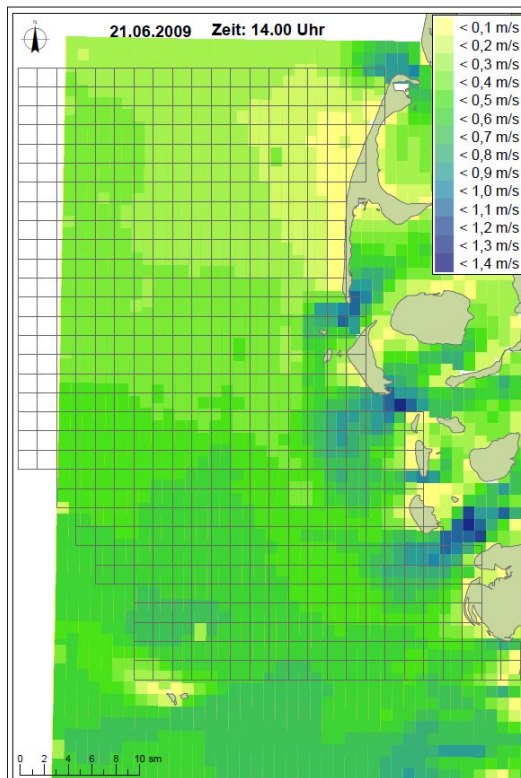 N
21.06.2009 Zeit: 14.00 Uhr
< 0,1 m/s
< 0,2 m/s
< 0,3 m/s
< 0,4 m/s
< 0,5 m/s
< 0,6 m/s
< 0,7 m/s
< 0,8 m/s
< 0,9 m/s
< 1,0 m/s
< 1,1 m/s
< 1,2 m/s
< 1,3 m/s
< 1,4 m/s
0 2 4 6 8 10 sm